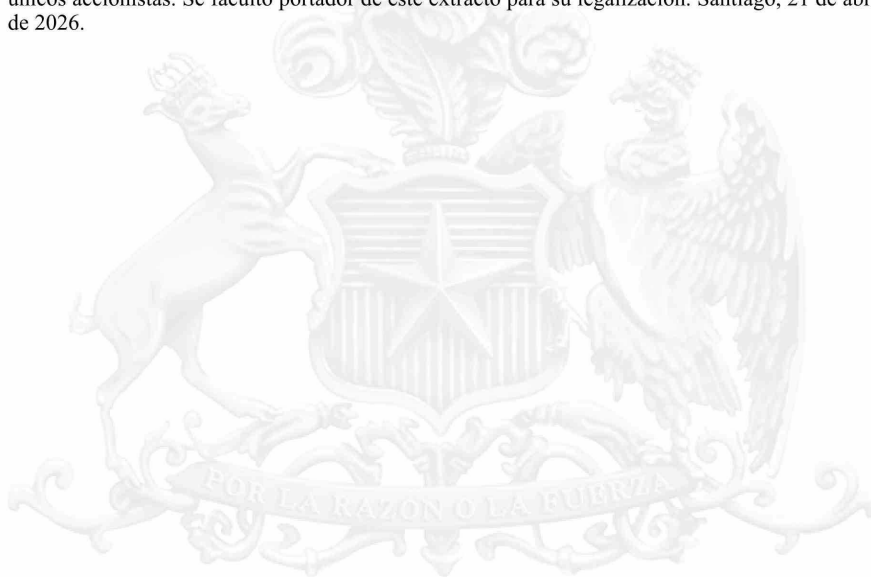 únicos accionistas. Se facultó portador de este extracto para su legalización. Santiago, 21 de abr
de 2026.
POR LA RAZÓN O LA FUERZA